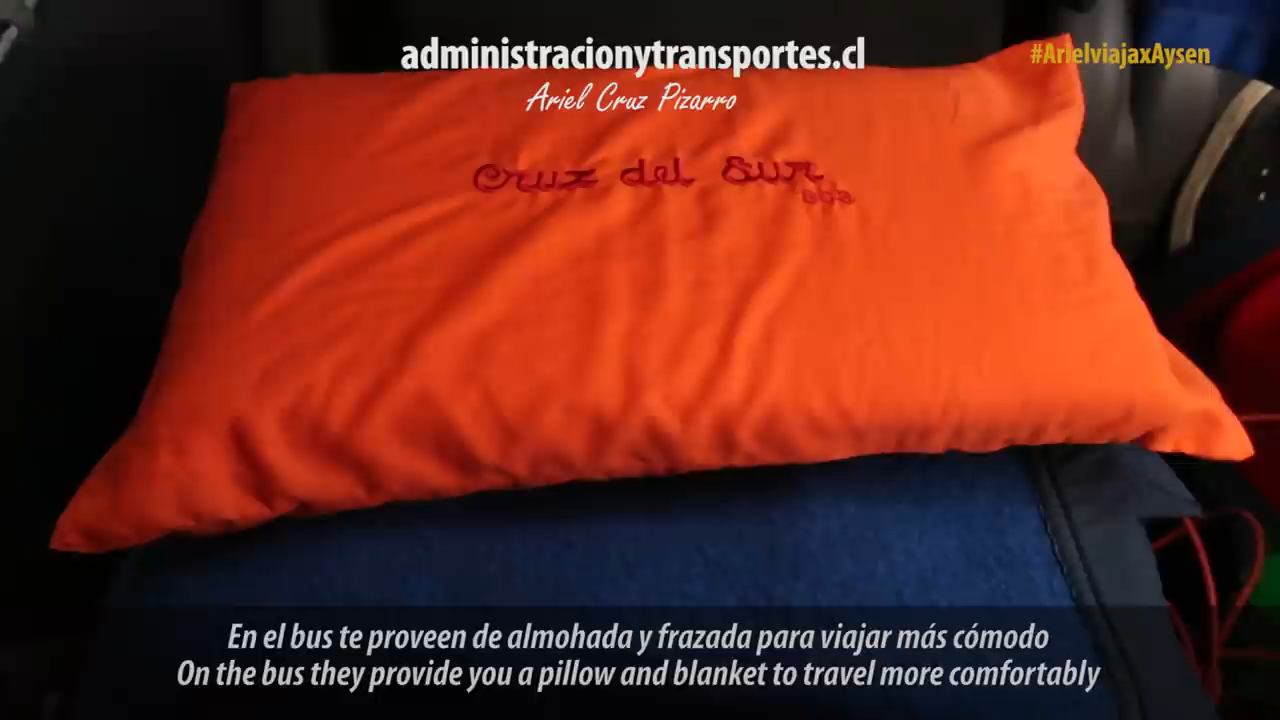 administracionytransportes.cl
#ArielviajaxAysen
Ariel Cruz Pizarro
Cruz del Sur
En el bus te proveen de almohada y frazada para viajar más cómodo
On the bus they provide you a pillow and blanket to travel more comfortably